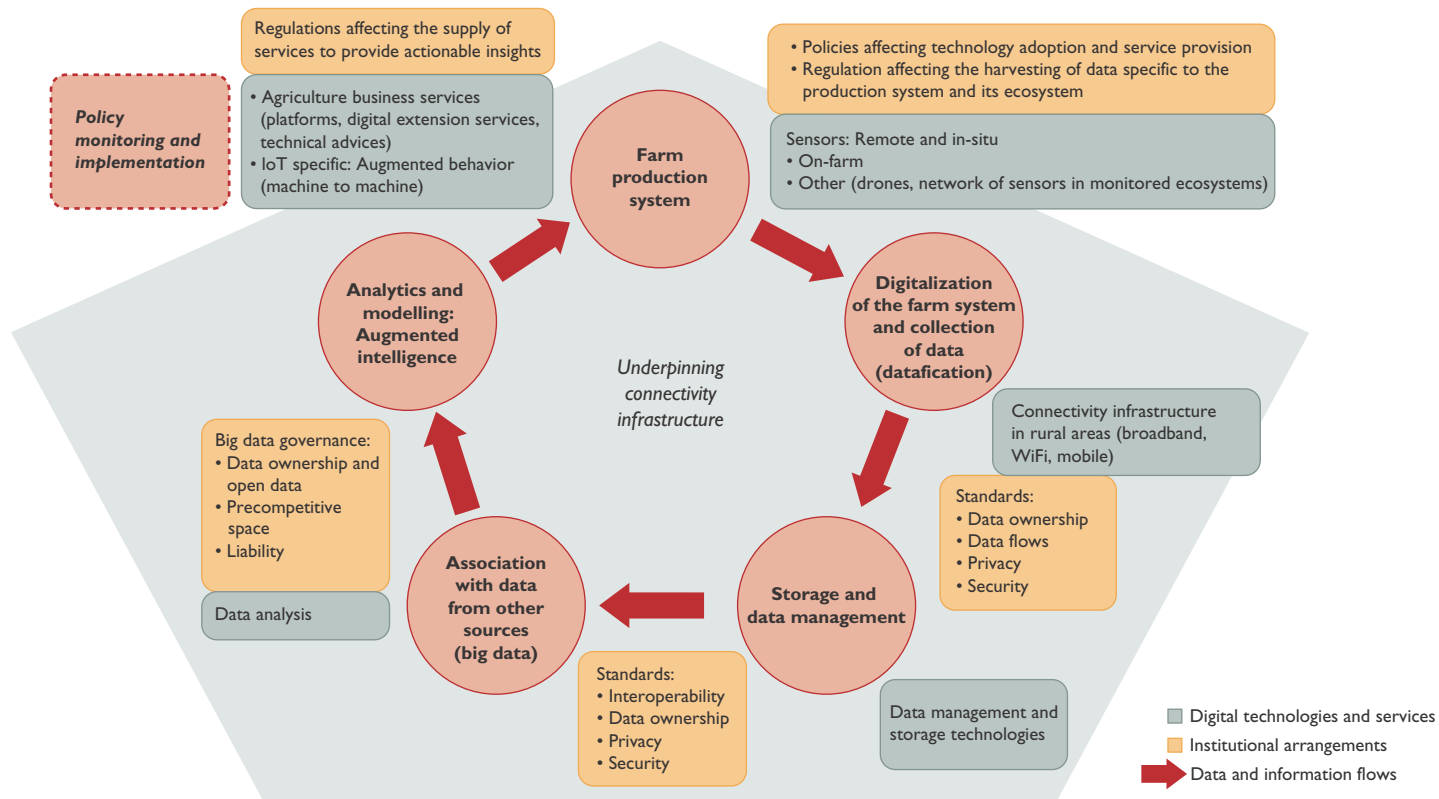 Regulations affecting the supply of
services to provide actionable insights
• Agriculture business services
(platforms, digital extension services,
technical advices)
• IoT specific: Augmented behavior
(machine to machine)
Policy
monitoring and
implementation
• Policies affecting technology adoption and service provision
• Regulation affecting the harvesting of data specific to the
production system and its ecosystem
Sensors: Remote and in-situ
• On-farm
• Other (drones, network of sensors in monitored ecosystems)
Farm
production
system
Digitalization
of the farm system
and collection
of data
(datafication)
Analytics and
modelling:
Augmented
intelligence
Underpinning
connectivity
infrastructure
Connectivity infrastructure
in rural areas (broadband,
WiFi, mobile)
Standards:
• Data ownership
• Data flows
• Privacy
• Security
Big data governance:
• Data ownership and
open data
• Precompetitive
space
• Liability
Data analysis
Association
with data
from other
sources
(big data)
Storage and
data management
Standards:
• Interoperability
• Data ownership
• Privacy
• Security
Data management and
storage technologies
Digital technologies and services
Institutional arrangements
Data and information flows